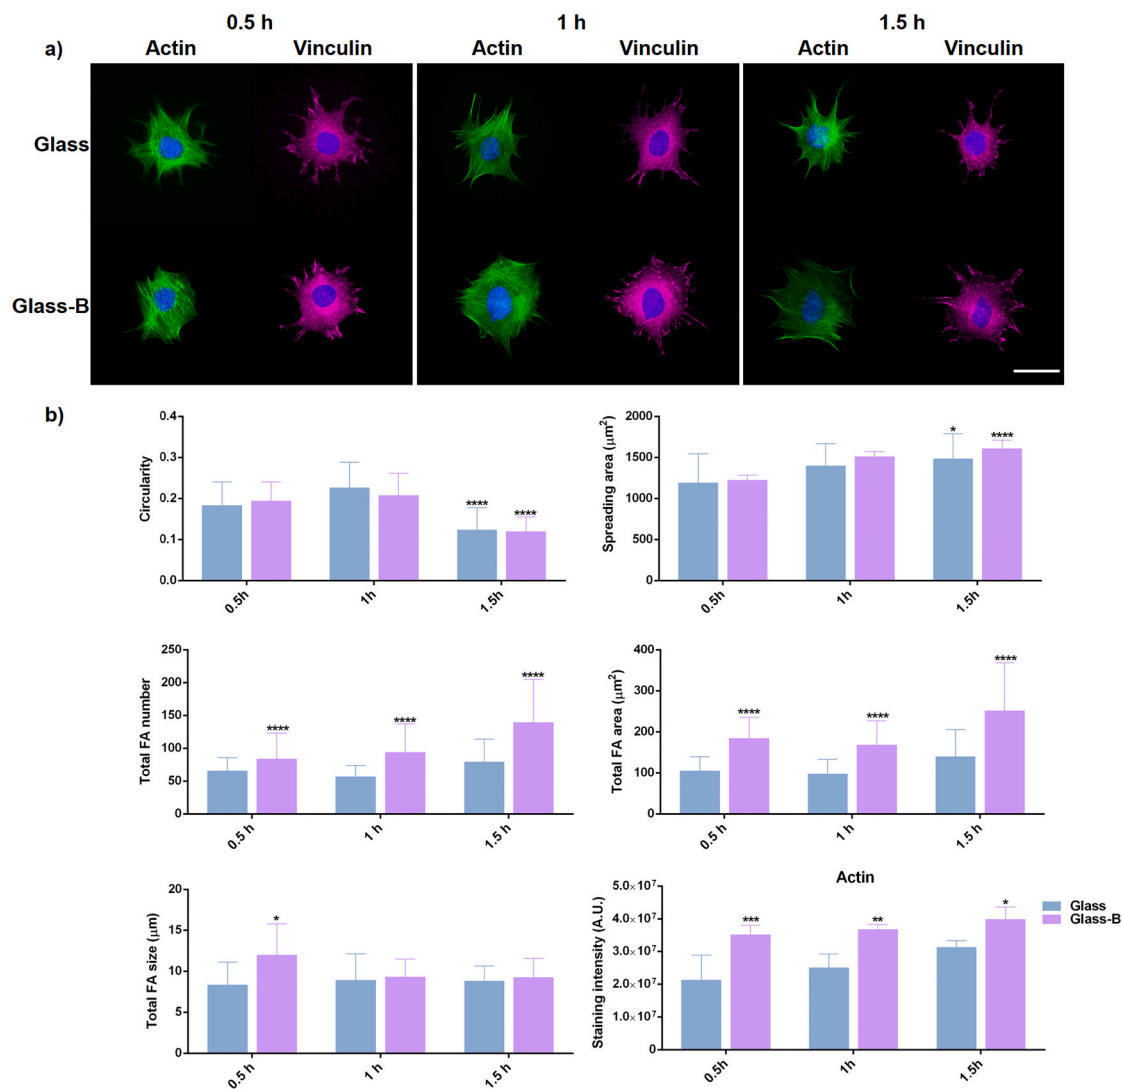 0.5 h 1 h 1.5 h
a) Actin Vinculin Actin Vinculin Actin Vinculin
Glass
Glass-B
b)
Circularity
0.4
0.3
0.2
0.1
0.0
**** ****
0.5h 1h 1.5h
Spreading area (μm²)
2000
1500
1000
500
0
* ****
0.5h 1h 1.5h
Total FA number
250
200
150
100
50
0
**** **** ****
0.5 h 1 h 1.5 h
Total FA area (μm²)
400
300
200
100
0
**** **** ****
0.5 h 1 h 1.5 h
Total FA size (μm)
20
15
10
5
0
*
0.5 h 1 h 1.5 h
Actin
Staining intensity (A.U.)
5.0×10⁷
4.0×10⁷
3.0×10⁷
2.0×10⁷
1.0×10⁷
0
*** ** *
0.5h 1h 1.5h
Glass
Glass-B